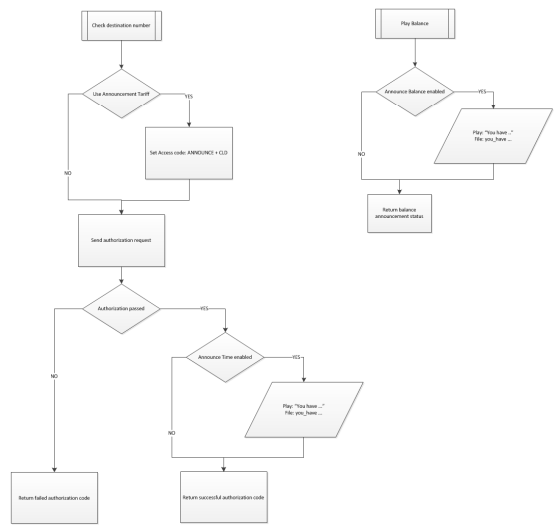 Check destination number
Use Announcement Tariff
YES
NO
Set Access code: ANNOUNCE + CLD
Send authorization request
Authorization passed
YES
NO
Announce Time enabled
YES
NO
Play: "You have ..."
File: you_have ...
Return failed authorization code
Return successful authorization code
Play Balance
Announce Balance enabled
YES
NO
Play: "You have .."
File: you_have ...
Return balance
announcement status